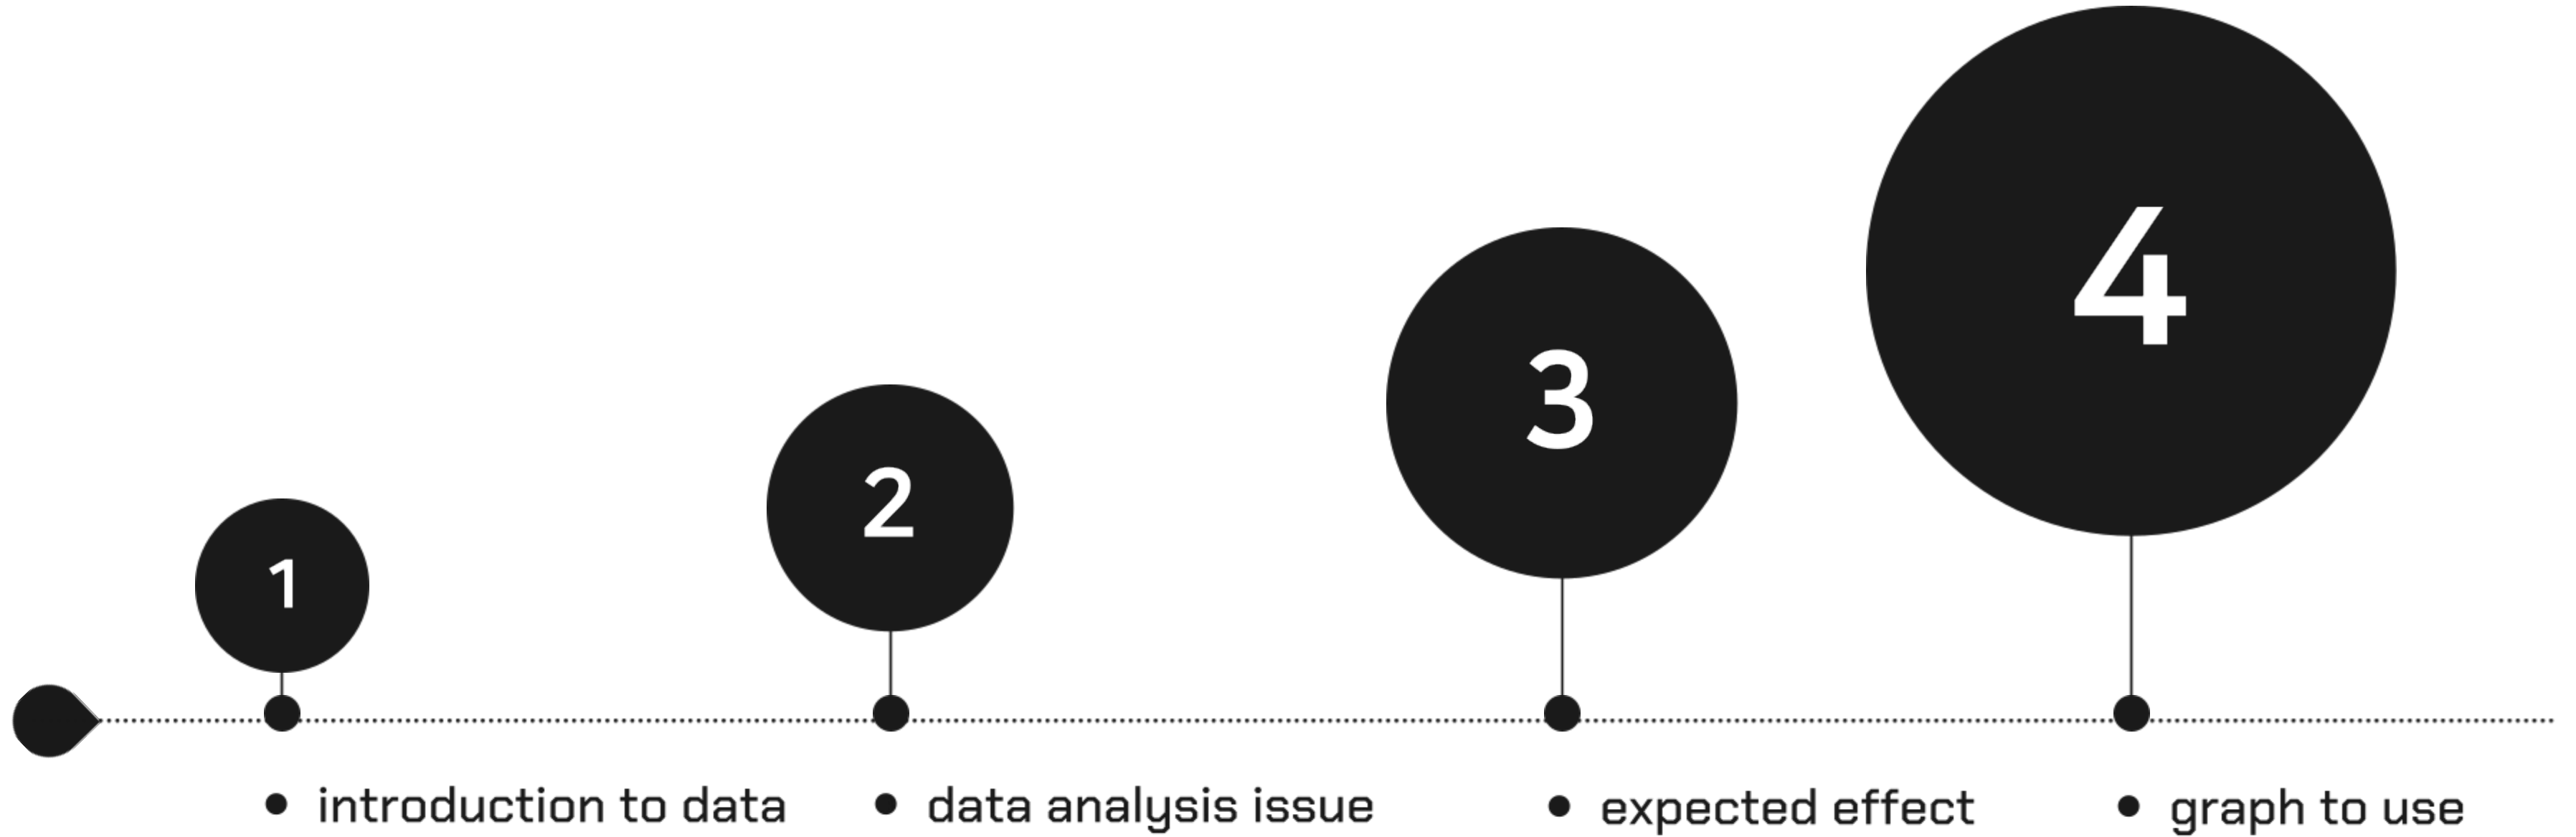 1
2
3
4
• introduction to data
• data analysis issue
• expected effect
• graph to use